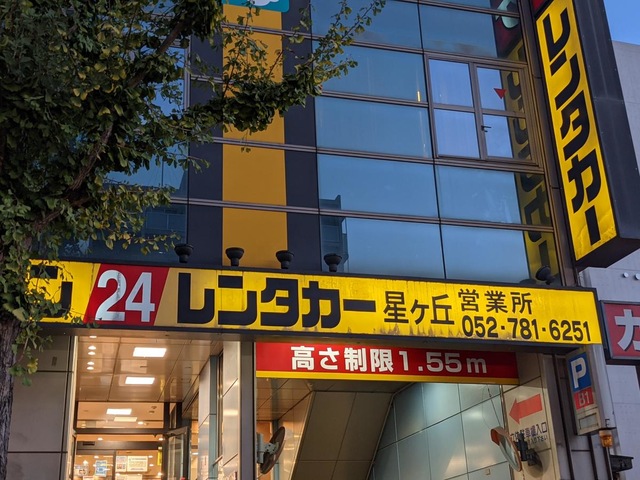 レンタカー
24 レンタカー 星ヶ丘 営業所
052-781-6251
高さ制限1.55m
P